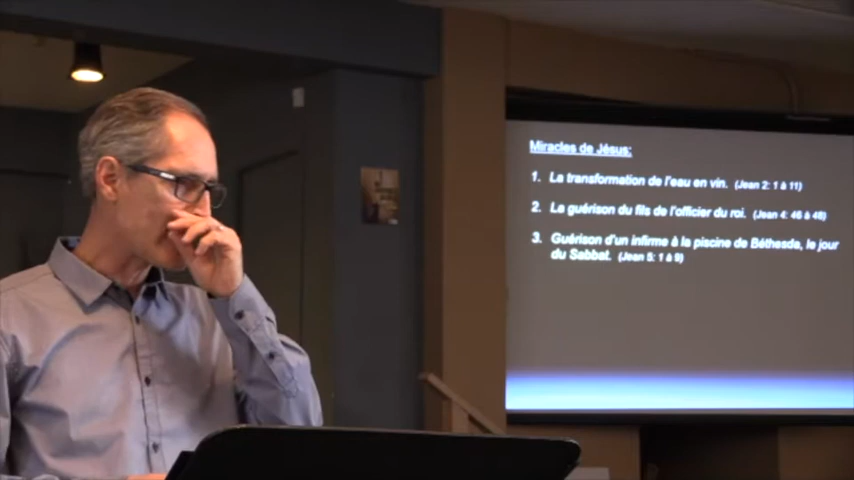 Miracles de Jésus:
1. La transformation de l'eau en vin. (Jean 2: 1 à 11)
2. La guérison du fils de l'officier du roi. (Jean 4: 46 à 48)
3. Guérison d'un infirme à la piscine de Béthesda, le jour
du Sabbat. (Jean 5: 1 à 9)